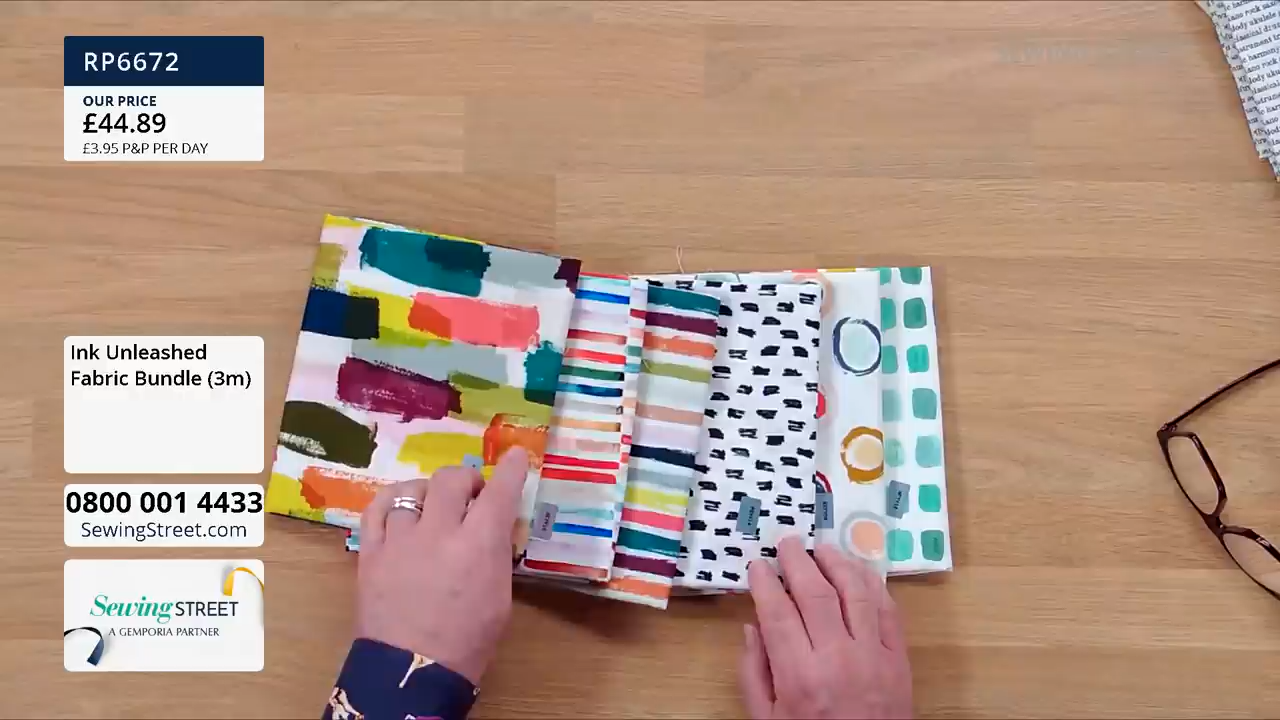 RP6672
OUR PRICE
£44.89
£3.95 P&P PER DAY
Ink Unleashed
Fabric Bundle (3m)
0800 001 4433
SewingStreet.com
Sewing STREET
A GEMPORIA PARTNER